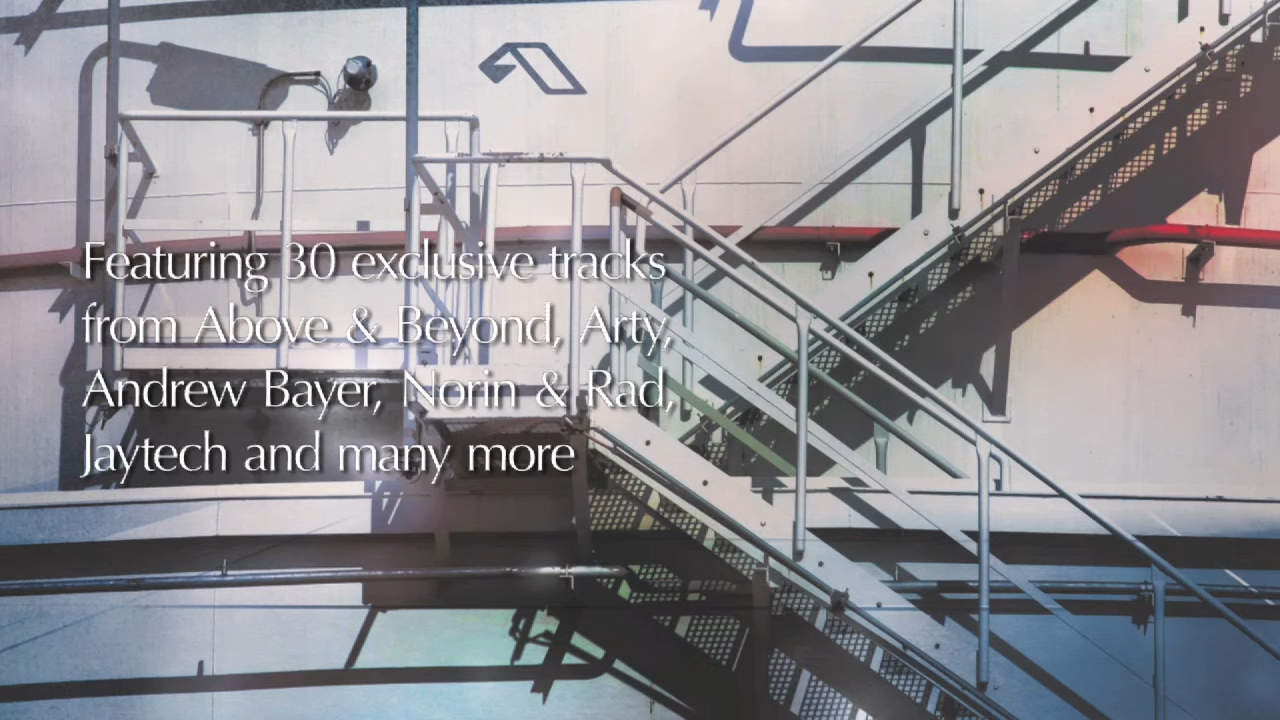 Featuring 30 exclusive tracks
from Above & Beyond, Arty,
Andrew Bayer, Norin & Rad,
Jaytech and many more